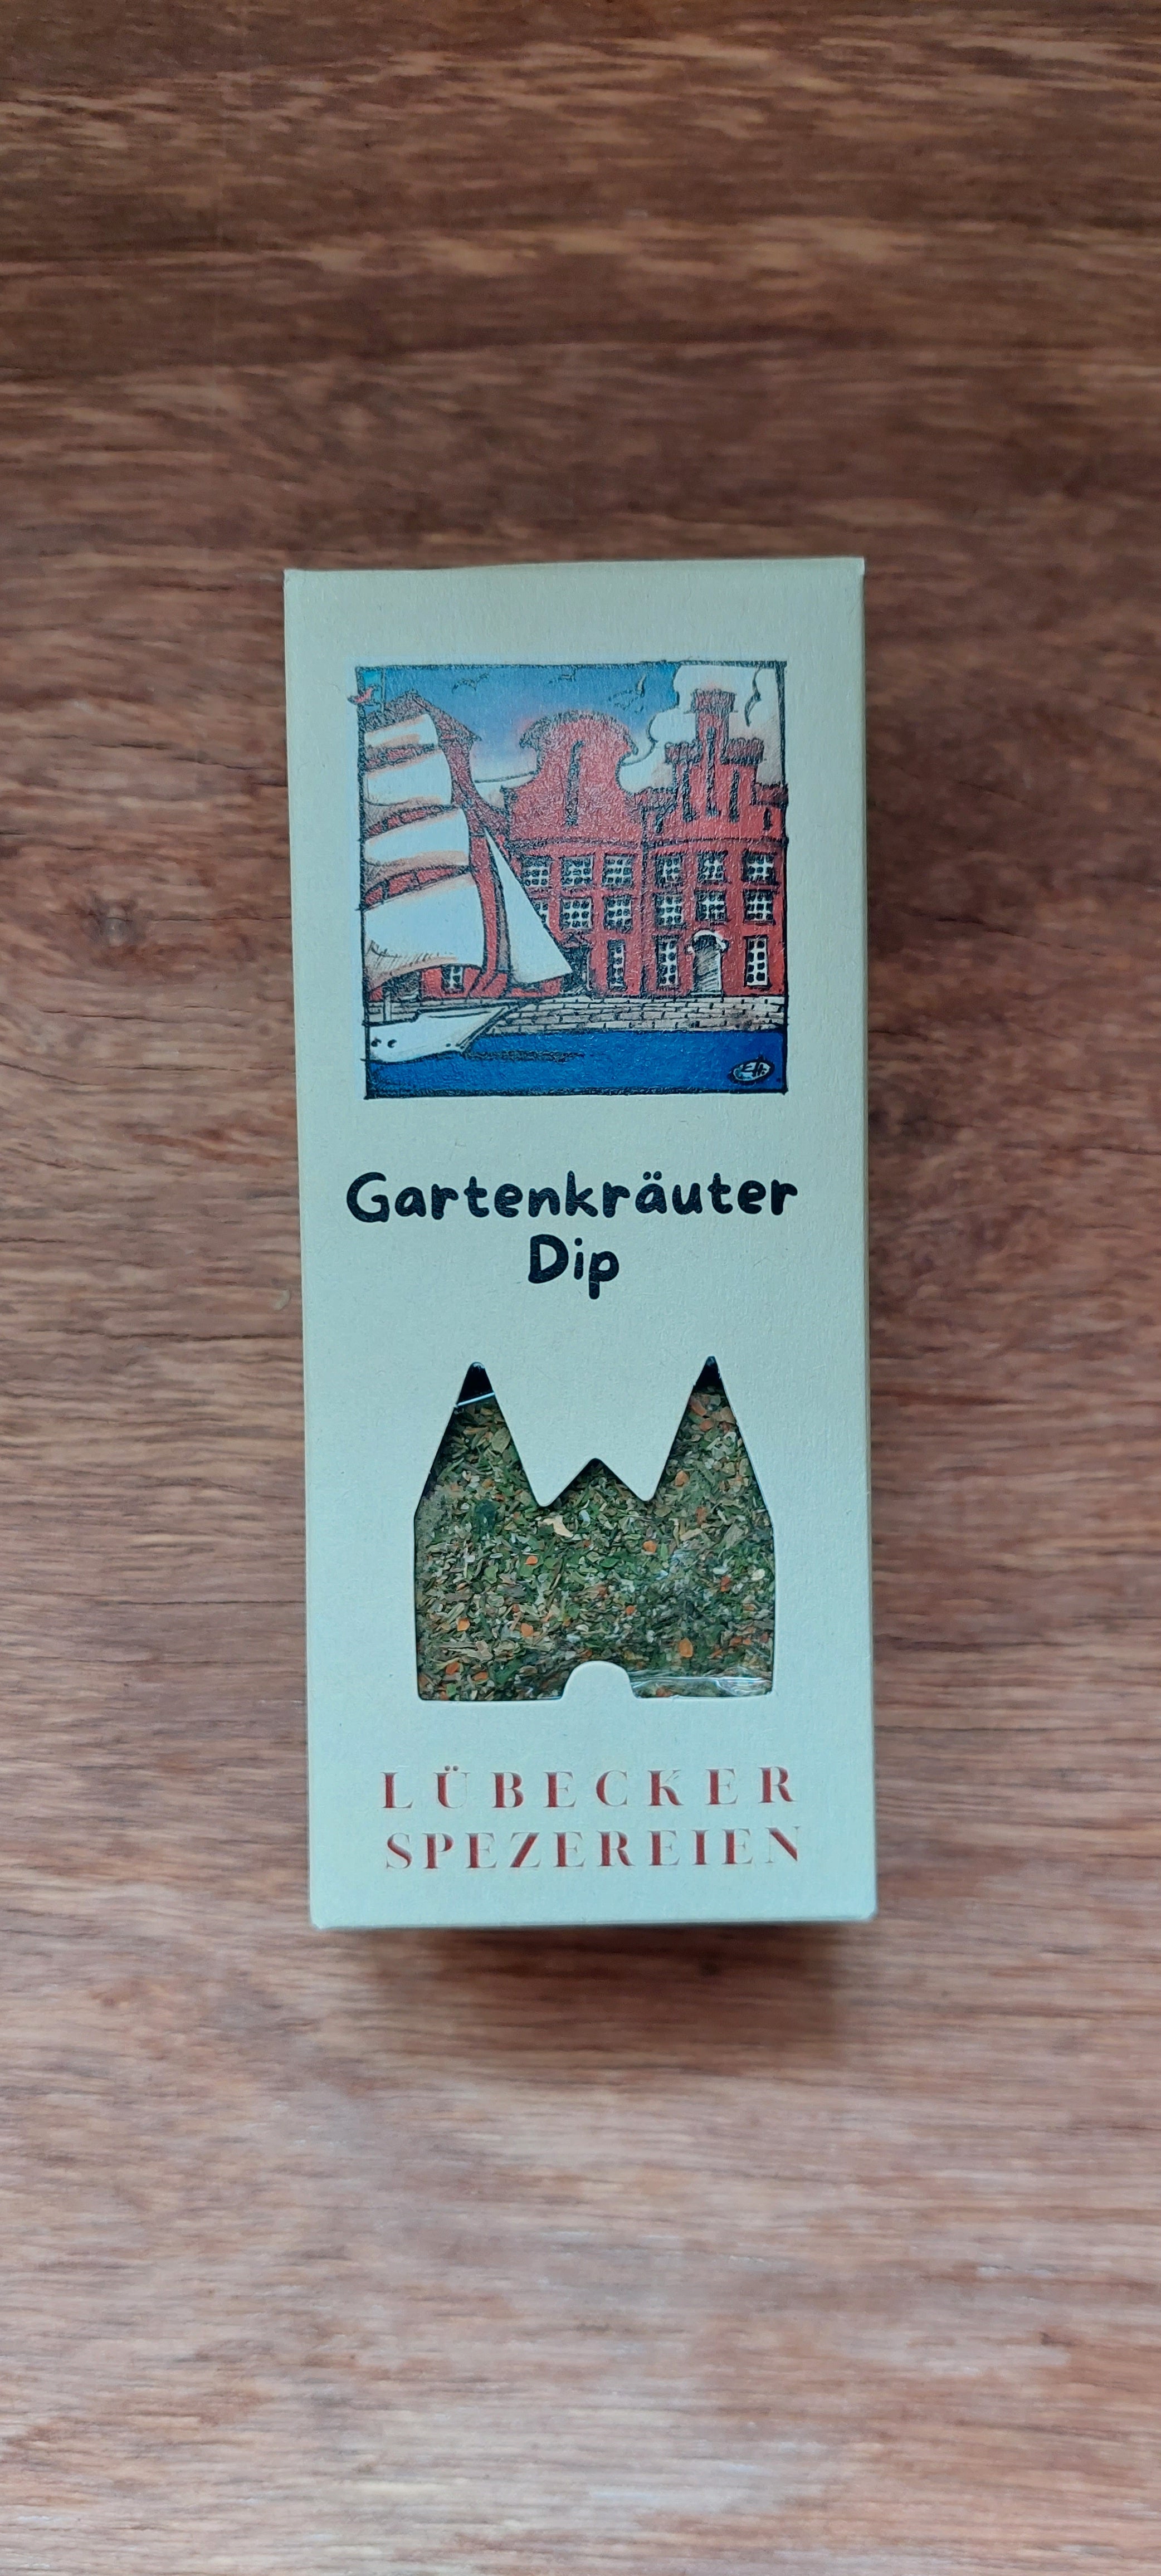 Gartenkräuter
Dip
LÜBECKER
SPEZEREIEN